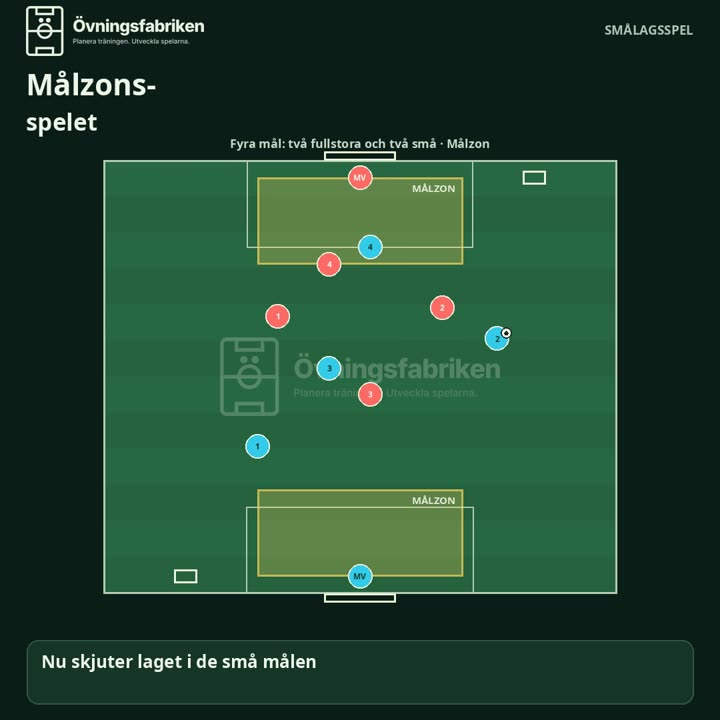 Övningsfabriken
Planera träningen. Utveckla spelarna.
SMÅLAGSSPEL
Målzons-
spelet
Fyra mål: två fullstora och två små · Målzon
MV
MÅLZON
4
4
1
2
2
3
Övningsfabriken
Planera träningen. Utveckla spelarna.
3
1
MÅLZON
MV
Nu skjuter laget i de små målen